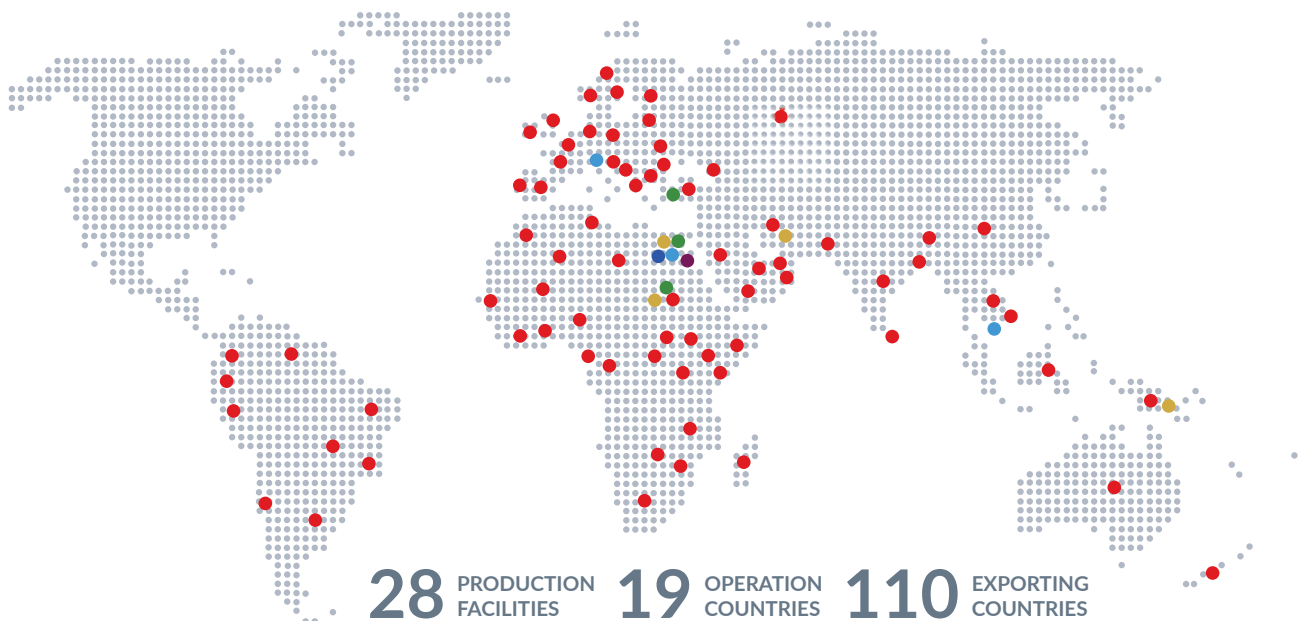 28 PRODUCTION FACILITIES
19 OPERATION COUNTRIES
110 EXPORTING COUNTRIES